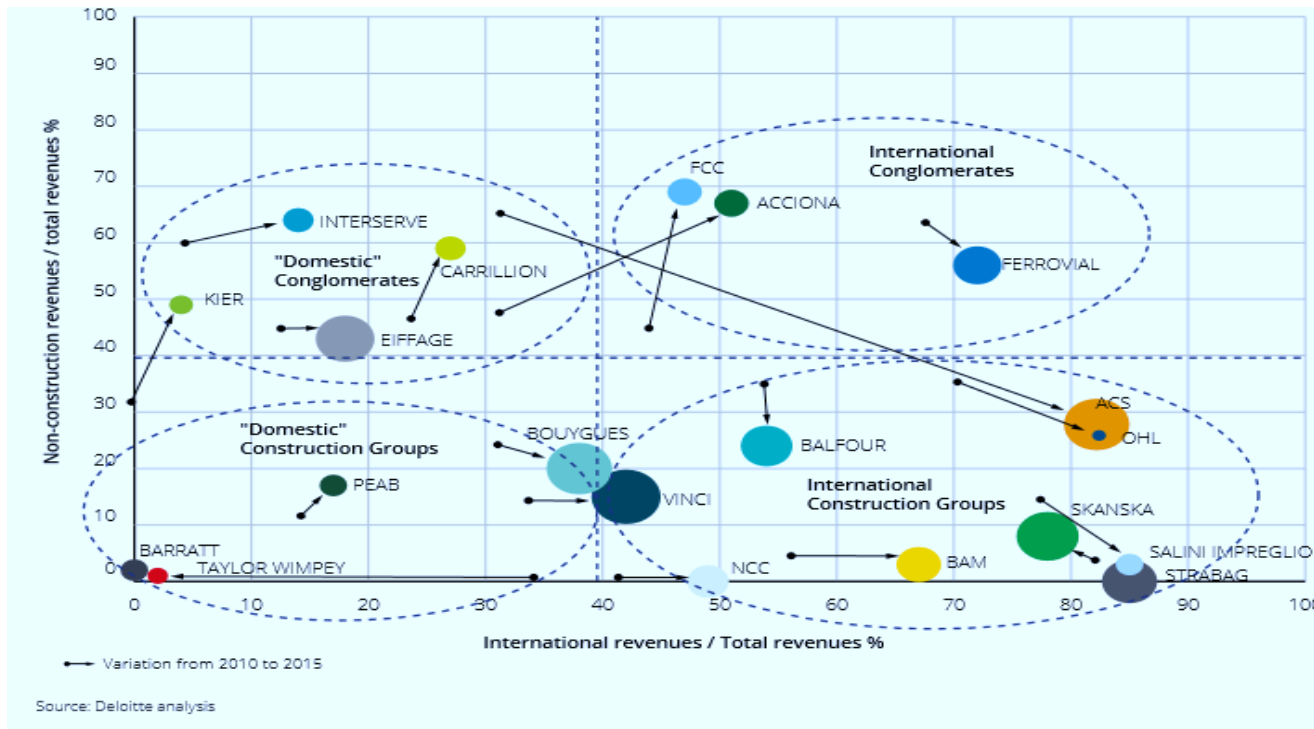 100
90
80
70
60
50
40
30
20
10
0
Non-construction revenues / total revenues %
FCC
International
Conglomerates
ACCIONA
INTERSERVE
"Domestic"
Conglomerates
CARRILLION
FERROVIAL
KIER
EIFFAGE
ACS
OHL
"Domestic"
Construction Groups
BOUYGUES
BALFOUR
PEAB
VINCI
International
Construction Groups
SKANSKA
BARRATT
TAYLOR WIMPEY
NCC
BAM
SALINI IMPREGLIO
STRABAG
0 10 20 30 40 50 60 70 80 90 100
International revenues / Total revenues %
Variation from 2010 to 2015
Source: Deloitte analysis